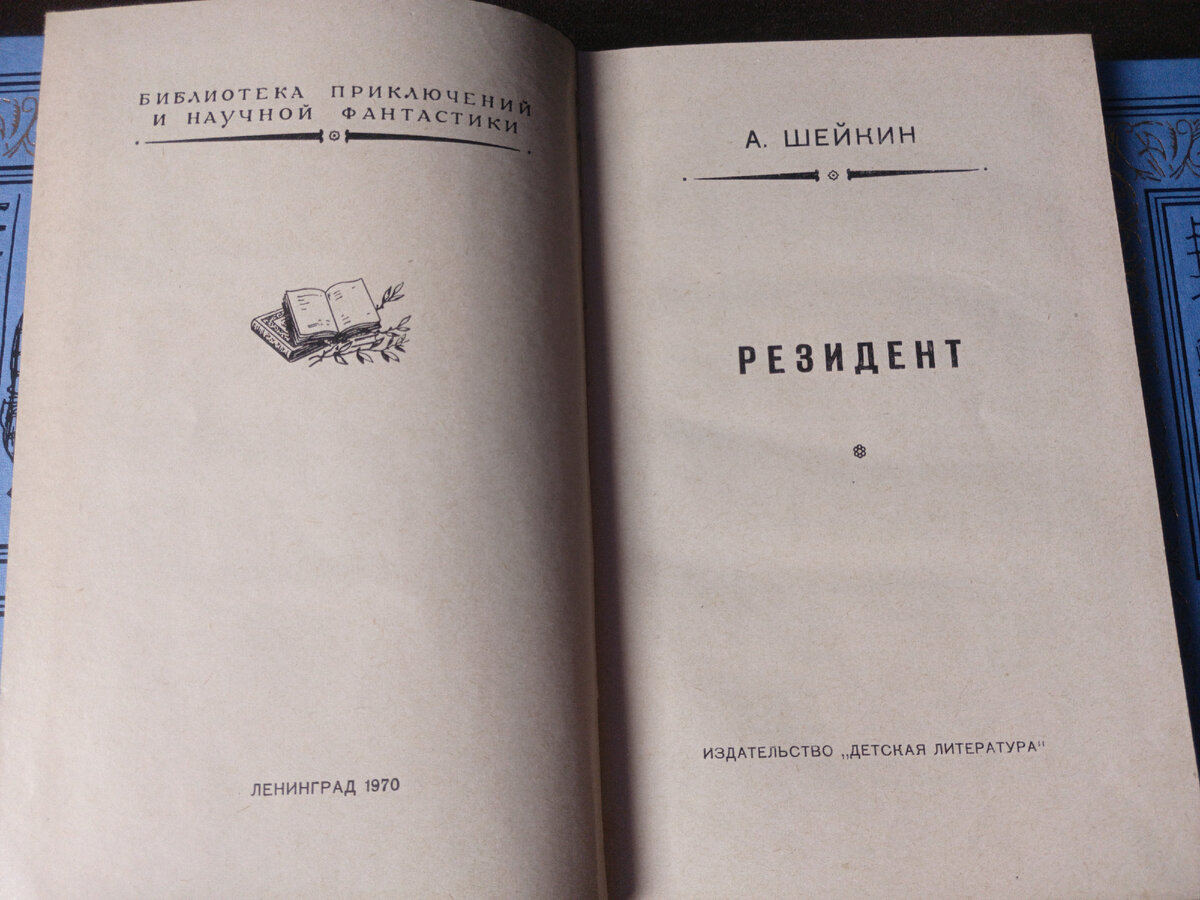 БИБЛИОТЕКА ПРИКЛЮЧЕНИЙ
И НАУЧНОЙ ФАНТАСТИКИ
ЛЕНИНГРАД 1970
А. ШЕЙКИН
РЕЗИДЕНТ
ИЗДАТЕЛЬСТВО „ДЕТСКАЯ ЛИТЕРАТУРА"